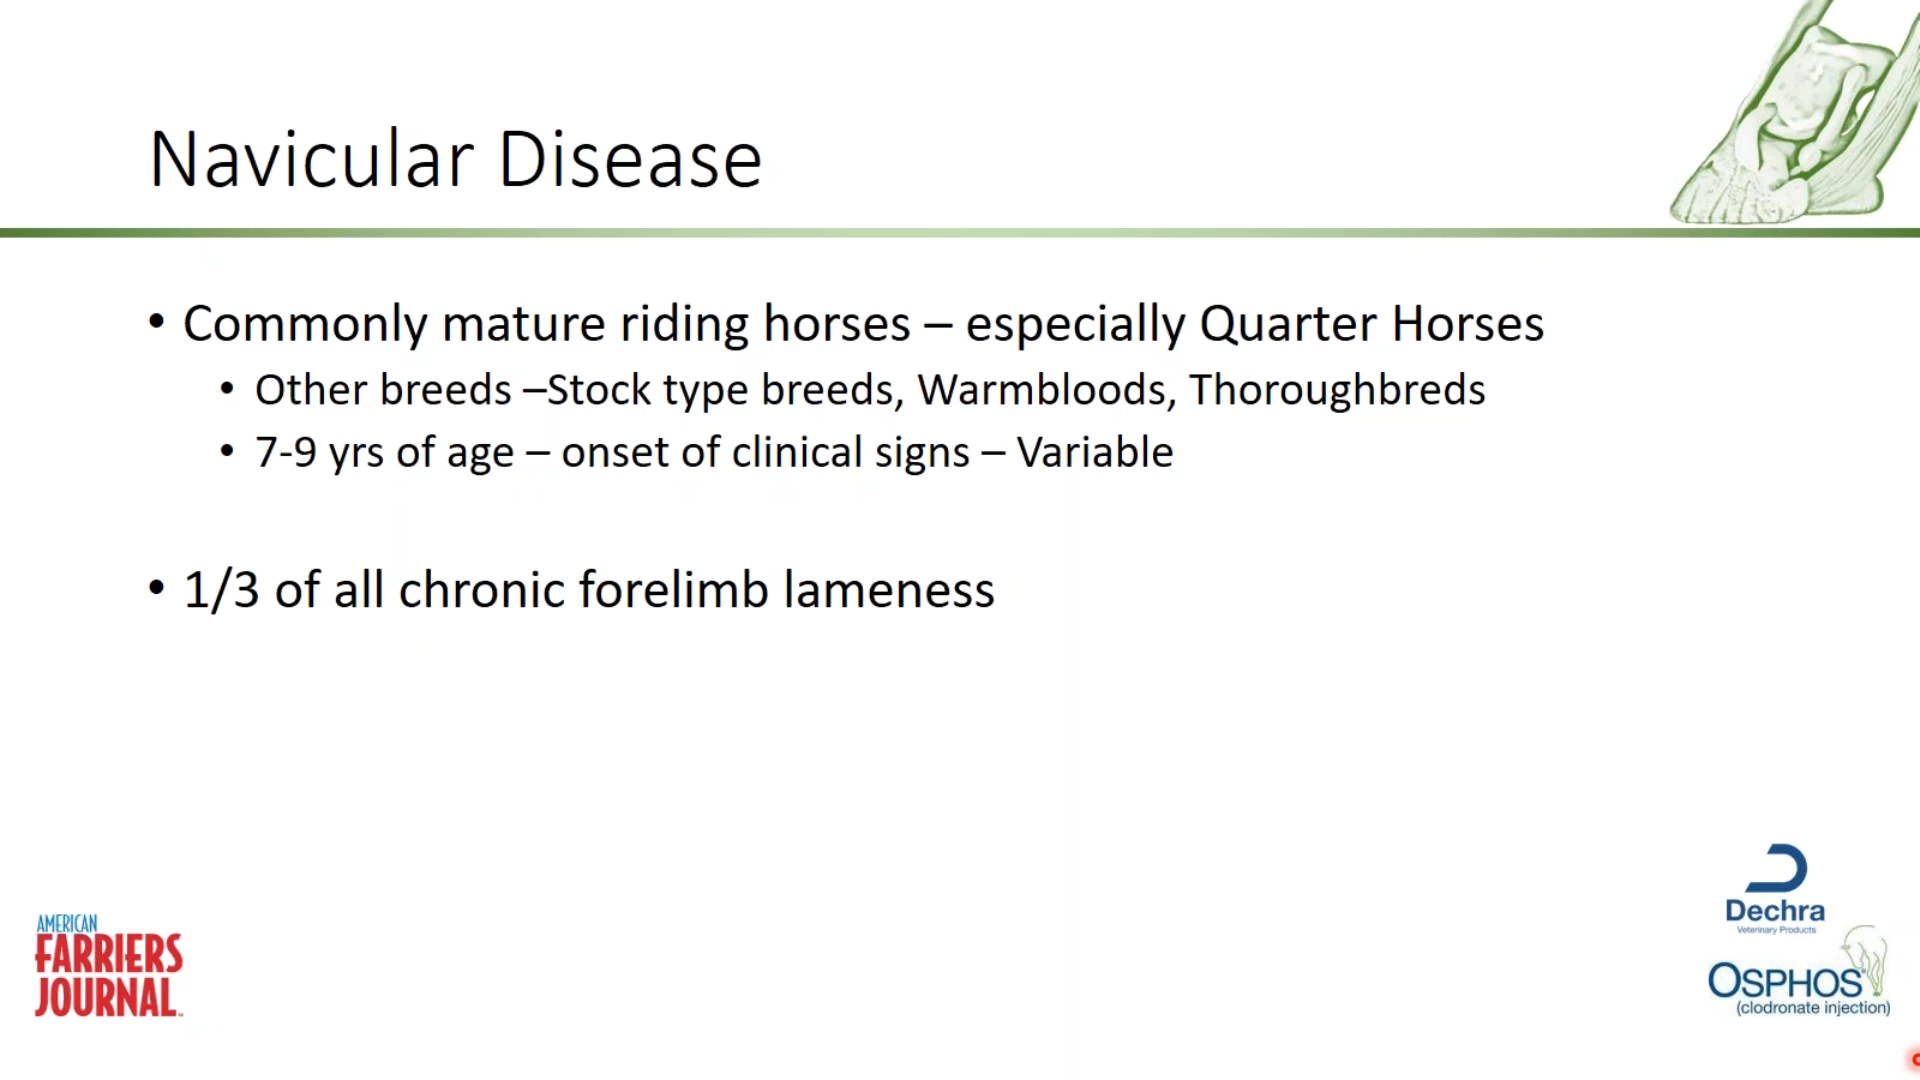 Navicular Disease
• Commonly mature riding horses – especially Quarter Horses
• Other breeds –Stock type breeds, Warmbloods, Thoroughbreds
• 7-9 yrs of age – onset of clinical signs – Variable
• 1/3 of all chronic forelimb lameness
AMERICAN
FARRIERS
JOURNAL
Dechra
Veterinary Products
OSPHOS
(clodronate injection)